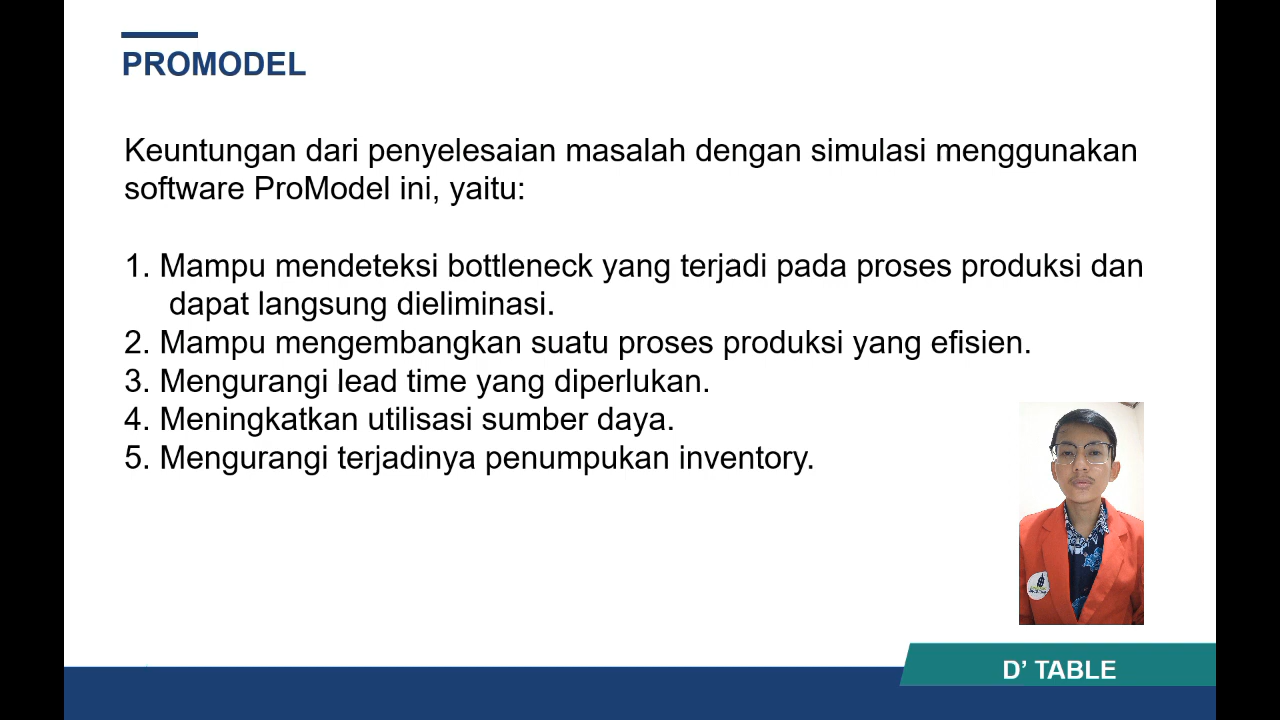 PROMODEL
Keuntungan dari penyelesaian masalah dengan simulasi menggunakan
software ProModel ini, yaitu:
1. Mampu mendeteksi bottleneck yang terjadi pada proses produksi dan
dapat langsung dieliminasi.
2. Mampu mengembangkan suatu proses produksi yang efisien.
3. Mengurangi lead time yang diperlukan.
4. Meningkatkan utilisasi sumber daya.
5. Mengurangi terjadinya penumpukan inventory.
D’ TABLE